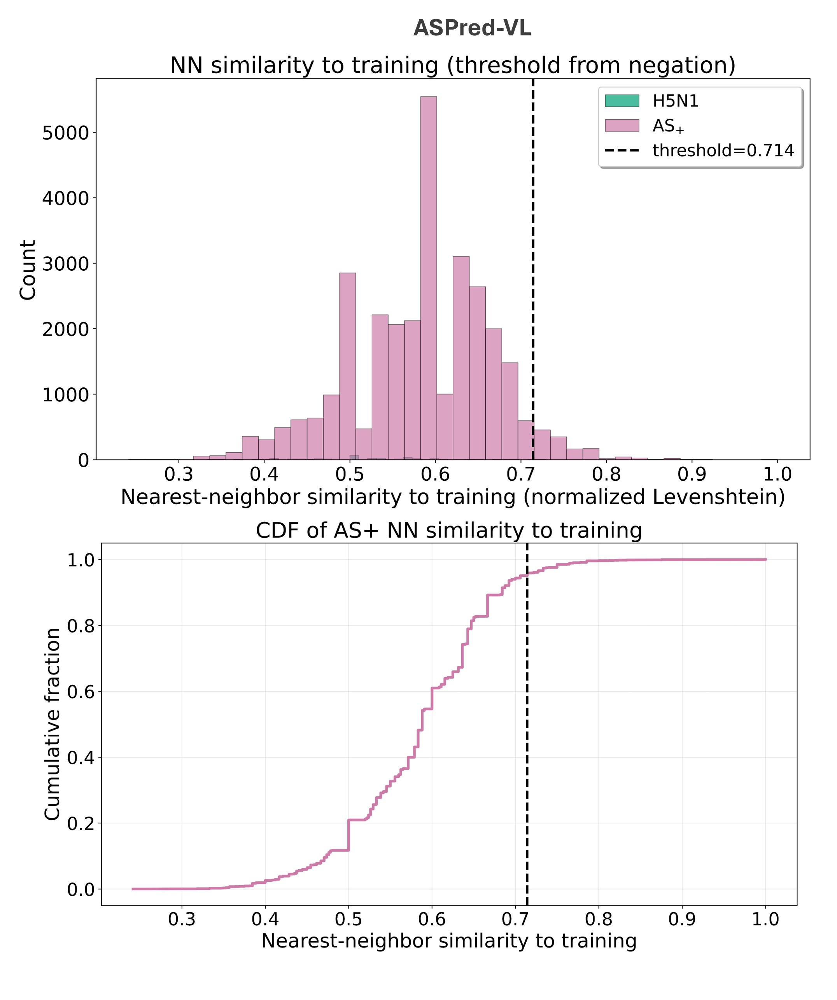 ASPred-VL
NN similarity to training (threshold from negation)
H5N1
AS₊
threshold=0.714
Count
5000
4000
3000
2000
1000
0
0.3 0.4 0.5 0.6 0.7 0.8 0.9 1.0
Nearest-neighbor similarity to training (normalized Levenshtein)
CDF of AS+ NN similarity to training
Cumulative fraction
1.0
0.8
0.6
0.4
0.2
0.0
0.3 0.4 0.5 0.6 0.7 0.8 0.9 1.0
Nearest-neighbor similarity to training